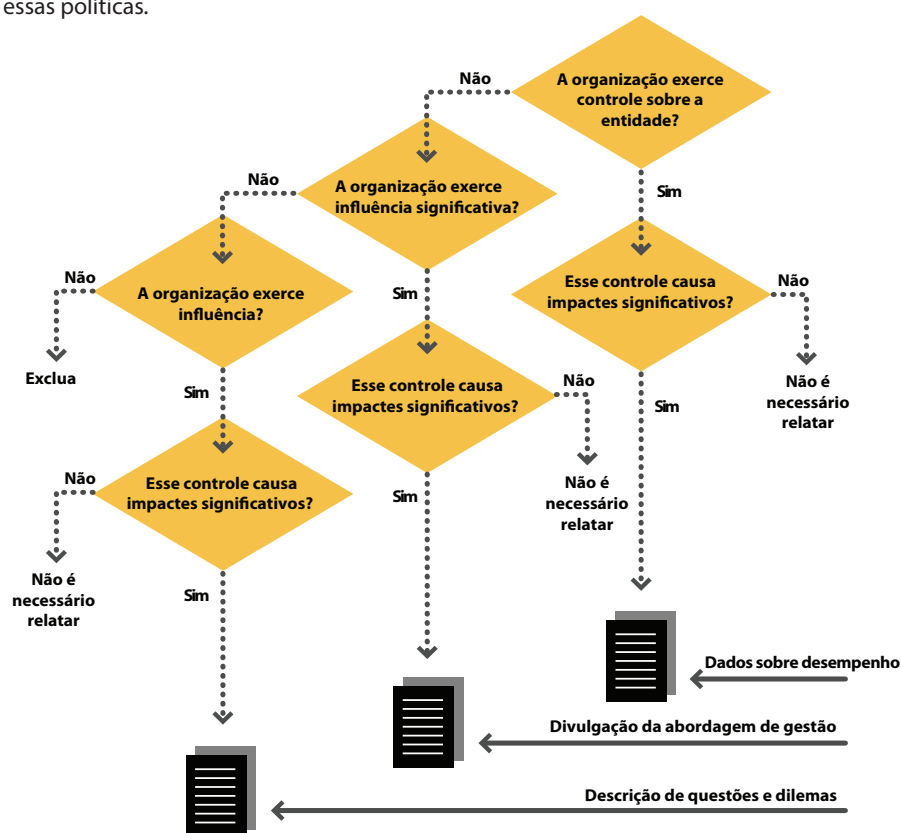 essas políticas.
Não
A organização exerce
controle sobre a
entidade?
Não
A organização exerce
influência significativa?
Sim
Não
A organização exerce
influência?
Sim
Esse controle causa
impactes significativos?
Não
Exclua
Sim
Esse controle causa
impactes significativos?
Não
Não é
necessário
relatar
Sim
Não
Esse controle causa
impactes significativos?
Sim
Não é
necessário
relatar
Não é
necessário
relatar
Sim
Dados sobre desempenho
Divulgação da abordagem de gestão
Descrição de questões e dilemas